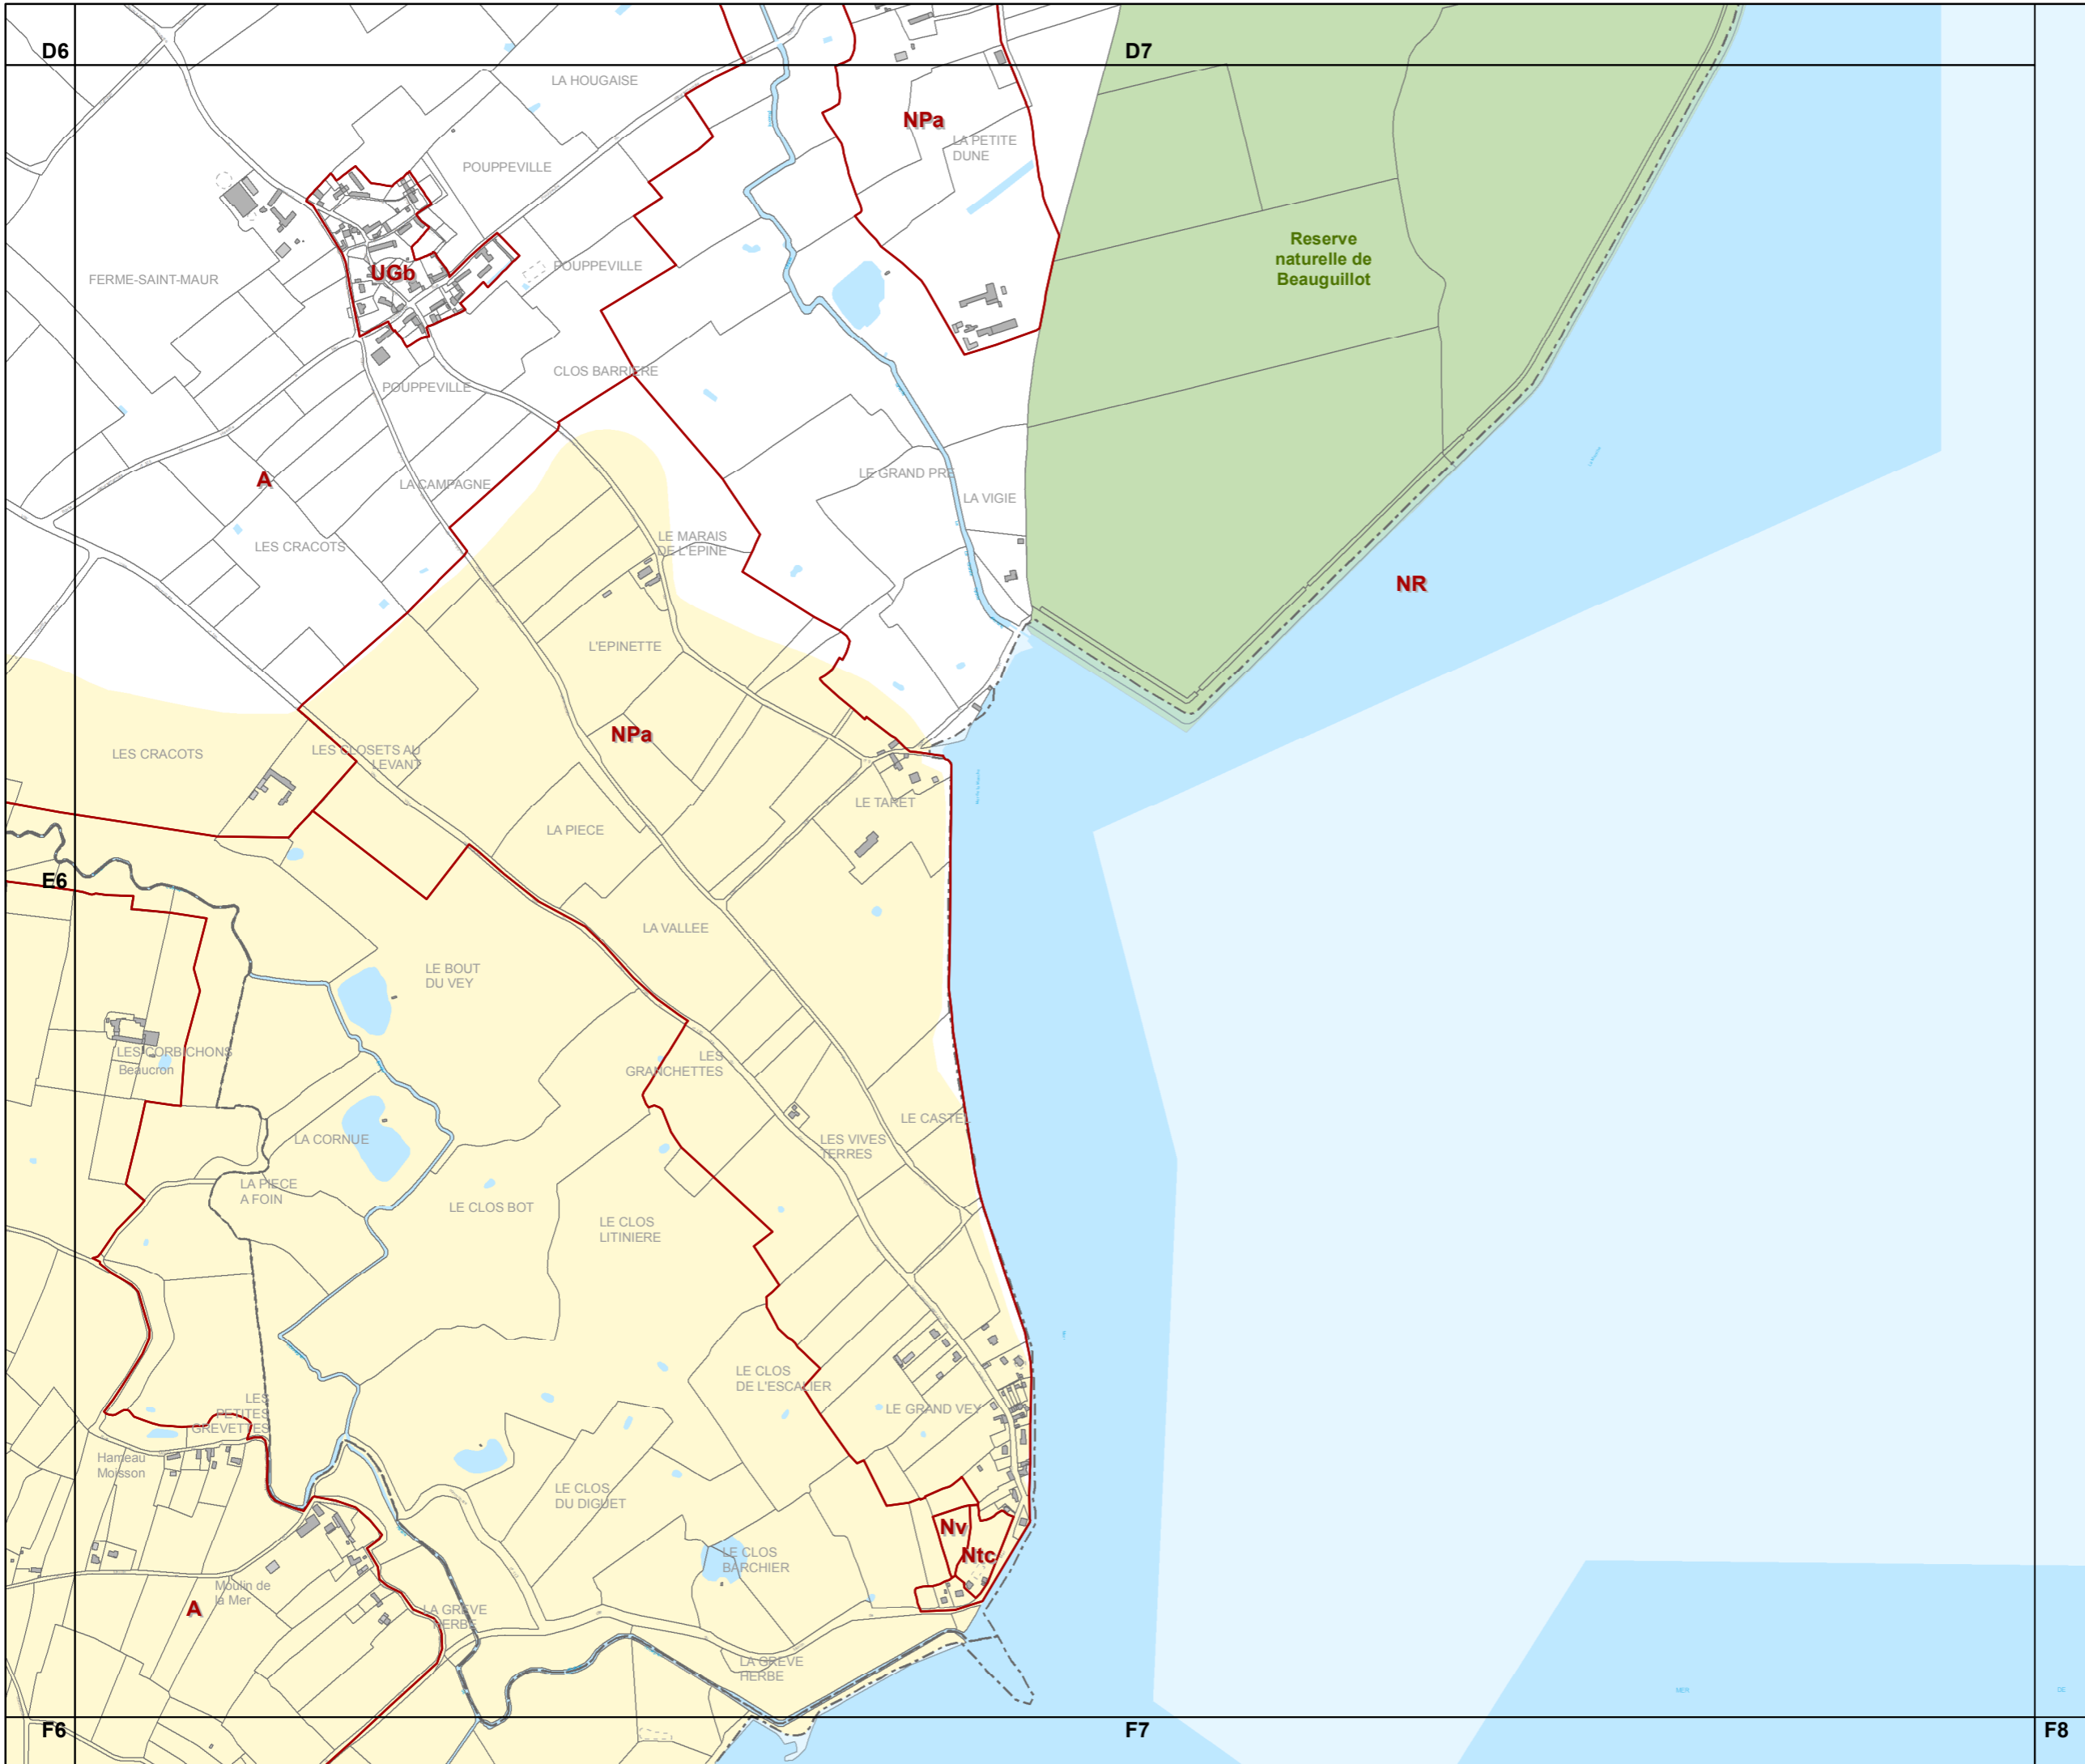 D6
D7
LA HOUGAISE
NPa
LA PETITE
DUNE
POUPPEVILLE
Reserve
naturelle de
Beauguillot
UGb
POUPPEVILLE
FERME-SAINT-MAUR
CLOS BARRIERE
POUPPEVILLE
A
LA CAMPAGNE
LE GRAND PRE
LA VIGIE
LES CRACOTS
LE MARAIS
DE L'EPINE
NR
L'EPINETTE
NPa
LES CRACOTS
LES CLOSETS AU
LEVANT
LE TARET
LA PIECE
E6
LA VALLEE
LE BOUT
DU VEY
LES CORBICHONS
Beaucron
LES
GRANCHETTES
LE CASTEL
LA CORNUE
LES VIVES
TERRES
LA PIECE
A FOIN
LE CLOS BOT
LE CLOS
LITINIERE
LE CLOS
DE L'ESCALIER
LES
PETITES
GREVETTES
LE GRAND VEY
Hameau
Moisson
LE CLOS
DU DIGUET
Nv
Ntc
LE CLOS
BARCHIER
Moulin de
la Mer
A
LA GREVE
HERBE
LA GREVE
HERBE
MER
DE
F6
F7
F8